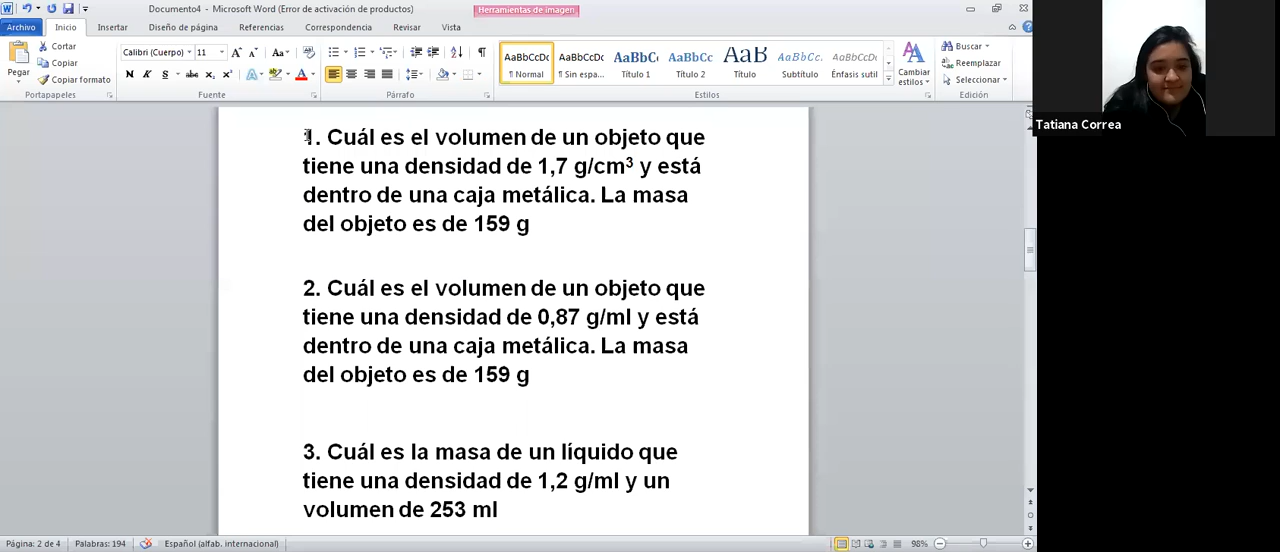 Documento4 - Microsoft Word (Error de activación de productos)
Herramientas de imagen
Archivo Inicio Insertar Diseño de página Referencias Correspondencia Revisar Vista Formato
Pegar
Cortar
Copiar
Copiar formato
Portapapeles
Calibri (Cuerpo) 11
Fuente
Párrafo
AaBbCcDc AaBbCcDc AaBbC AaBbCc AaB AaBbCc. AaBbCcDc
¶ Normal ¶ Sin espa... Título 1 Título 2 Título Subtítulo Énfasis sutil
Cambiar estilos
Estilos
Buscar
Reemplazar
Seleccionar
Edición
Tatiana Correa
1. Cuál es el volumen de un objeto que
tiene una densidad de 1,7 g/cm³ y está
dentro de una caja metálica. La masa
del objeto es de 159 g
2. Cuál es el volumen de un objeto que
tiene una densidad de 0,87 g/ml y está
dentro de una caja metálica. La masa
del objeto es de 159 g
3. Cuál es la masa de un líquido que
tiene una densidad de 1,2 g/ml y un
volumen de 253 ml
Página: 2 de 4 Palabras: 194 Español (alfab. internacional) 98%